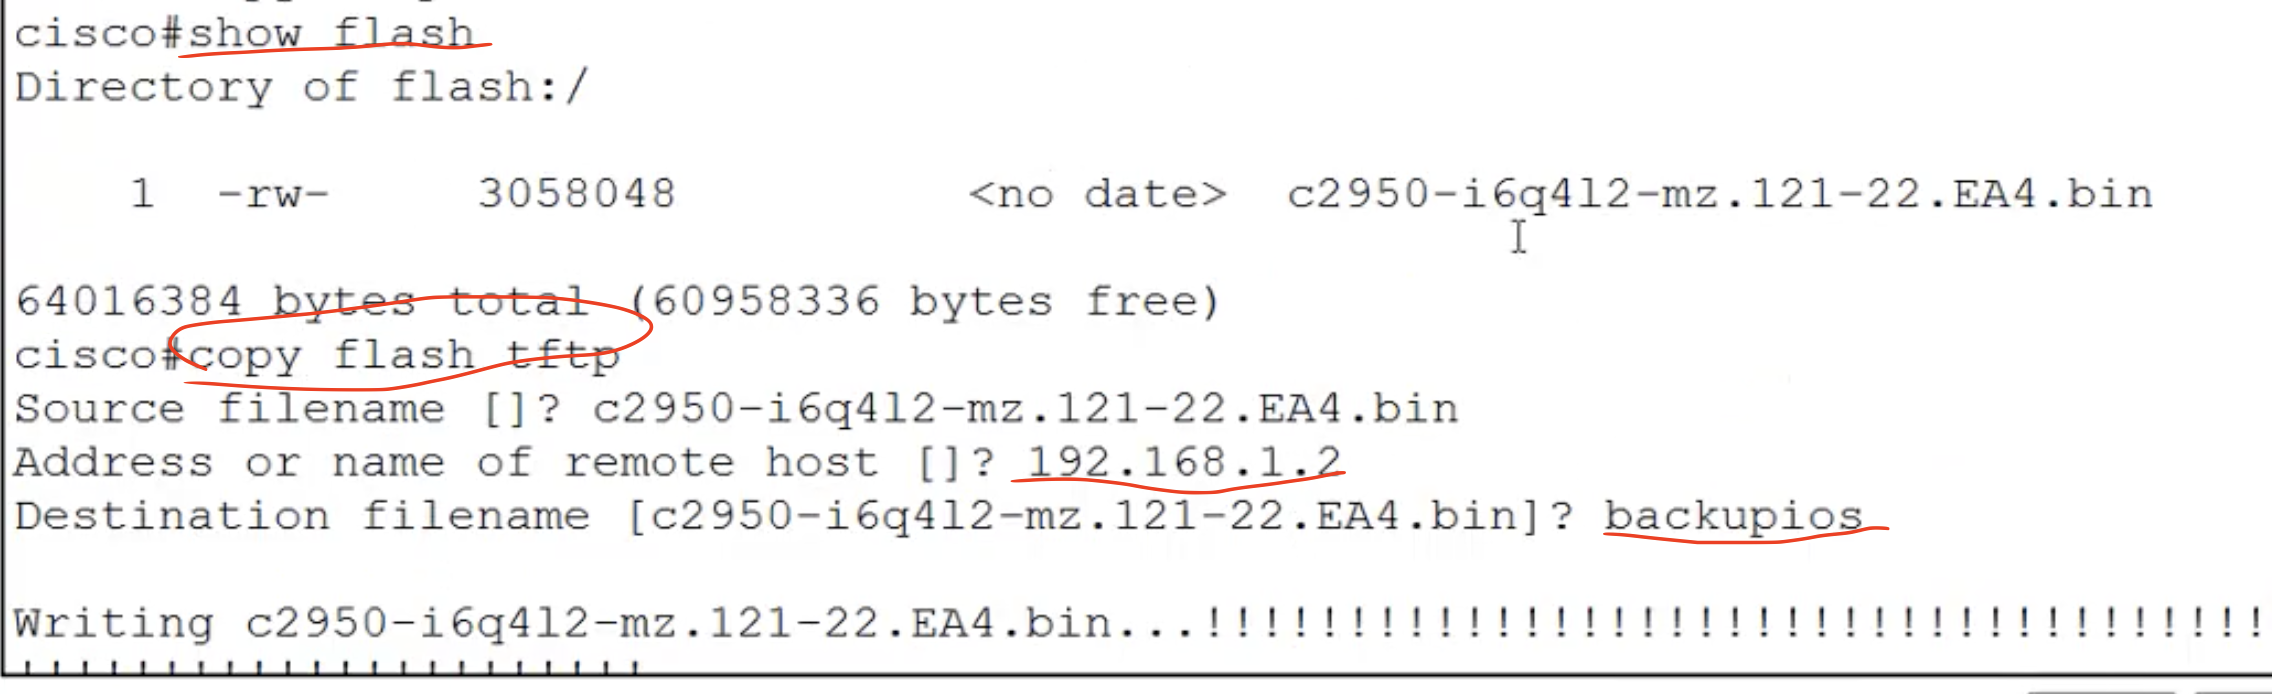 cisco#show flash
Directory of flash:/
1 -rw- 3058048 <no date> c2950-i6q4l2-mz.121-22.EA4.bin
64016384 bytes total (60958336 bytes free)
cisco#copy flash tftp
Source filename []? c2950-i6q4l2-mz.121-22.EA4.bin
Address or name of remote host []? 192.168.1.2
Destination filename [c2950-i6q4l2-mz.121-22.EA4.bin]? backupios
Writing c2950-i6q4l2-mz.121-22.EA4.bin...!!!!!!!!!!!!!!!!!!!!!!!!!!!!!!!!!!!!!
!!!!!!!!!!!!!!!!!!!!!!